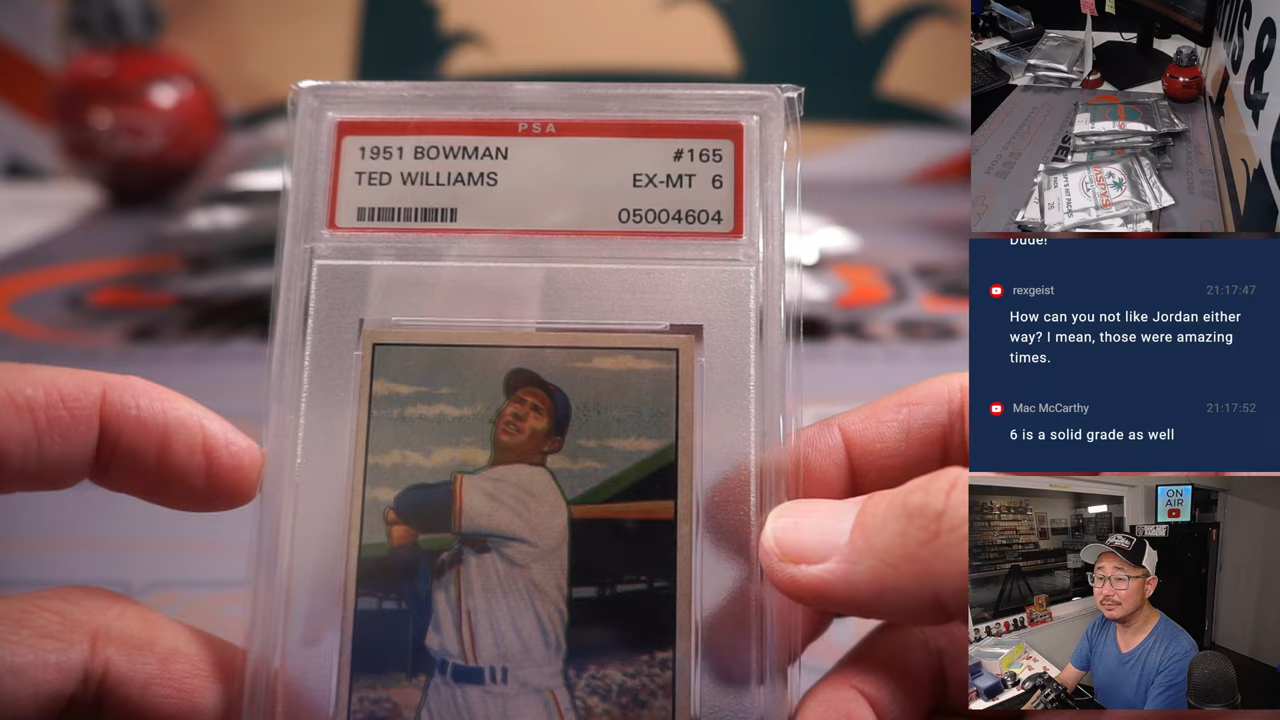 PSA
1951 BOWMAN #165
TED WILLIAMS EX-MT 6
05004604
Dude!
rexgeist 21:17:47
How can you not like Jordan either
way? I mean, those were amazing
times.
Mac McCarthy 21:17:52
6 is a solid grade as well
ON
AIR